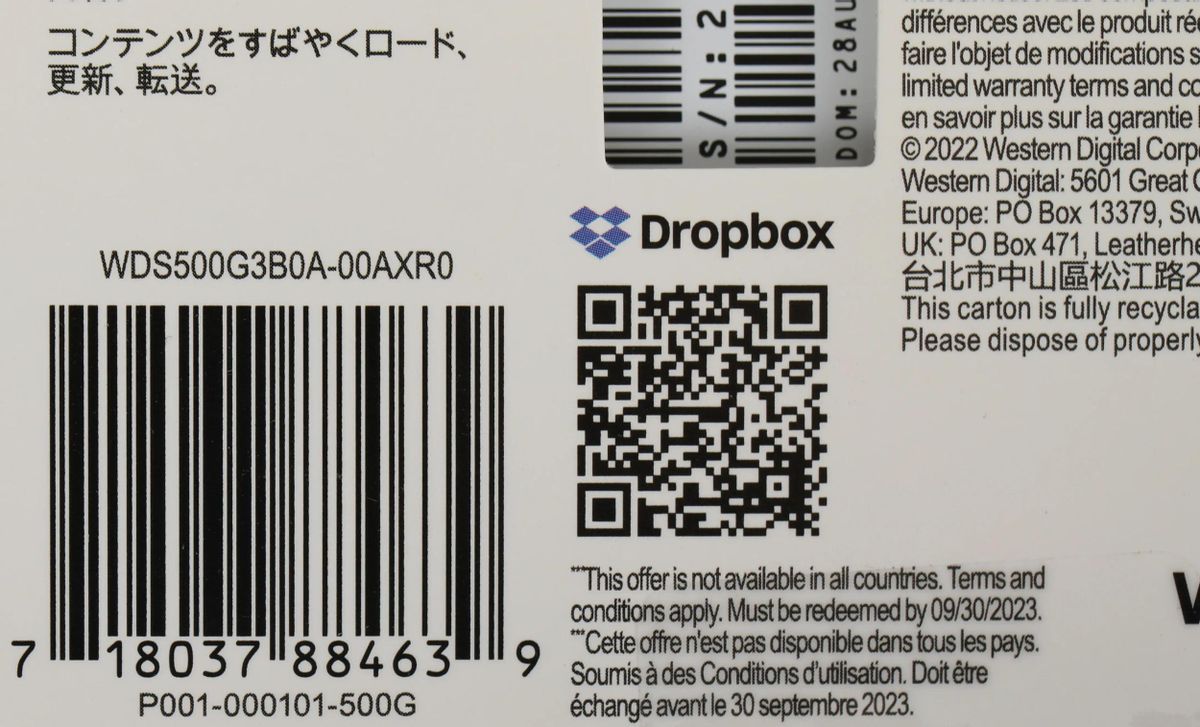 コンテンツをすばやくロード、
更新、転送。
WDS500G3B0A-00AXR0
7 18037 88463 9
P001-000101-500G
S/N: 2
DOM: 28AU
Dropbox
***This offer is not available in all countries. Terms and
conditions apply. Must be redeemed by 09/30/2023.
***Cette offre n'est pas disponible dans tous les pays.
Soumis à des Conditions d'utilisation. Doit être
échangé avant le 30 septembre 2023.
différences avec le produit
faire l'objet de modifications s
limited warranty terms and
en savoir plus sur la garantie
© 2022 Western Digital Corp
Western Digital: 5601 Great
Europe: PO Box 13379, Sw
UK: PO Box 471, Leatherhe
台北市中山區松江路2
This carton is fully recycla
Please dispose of properly